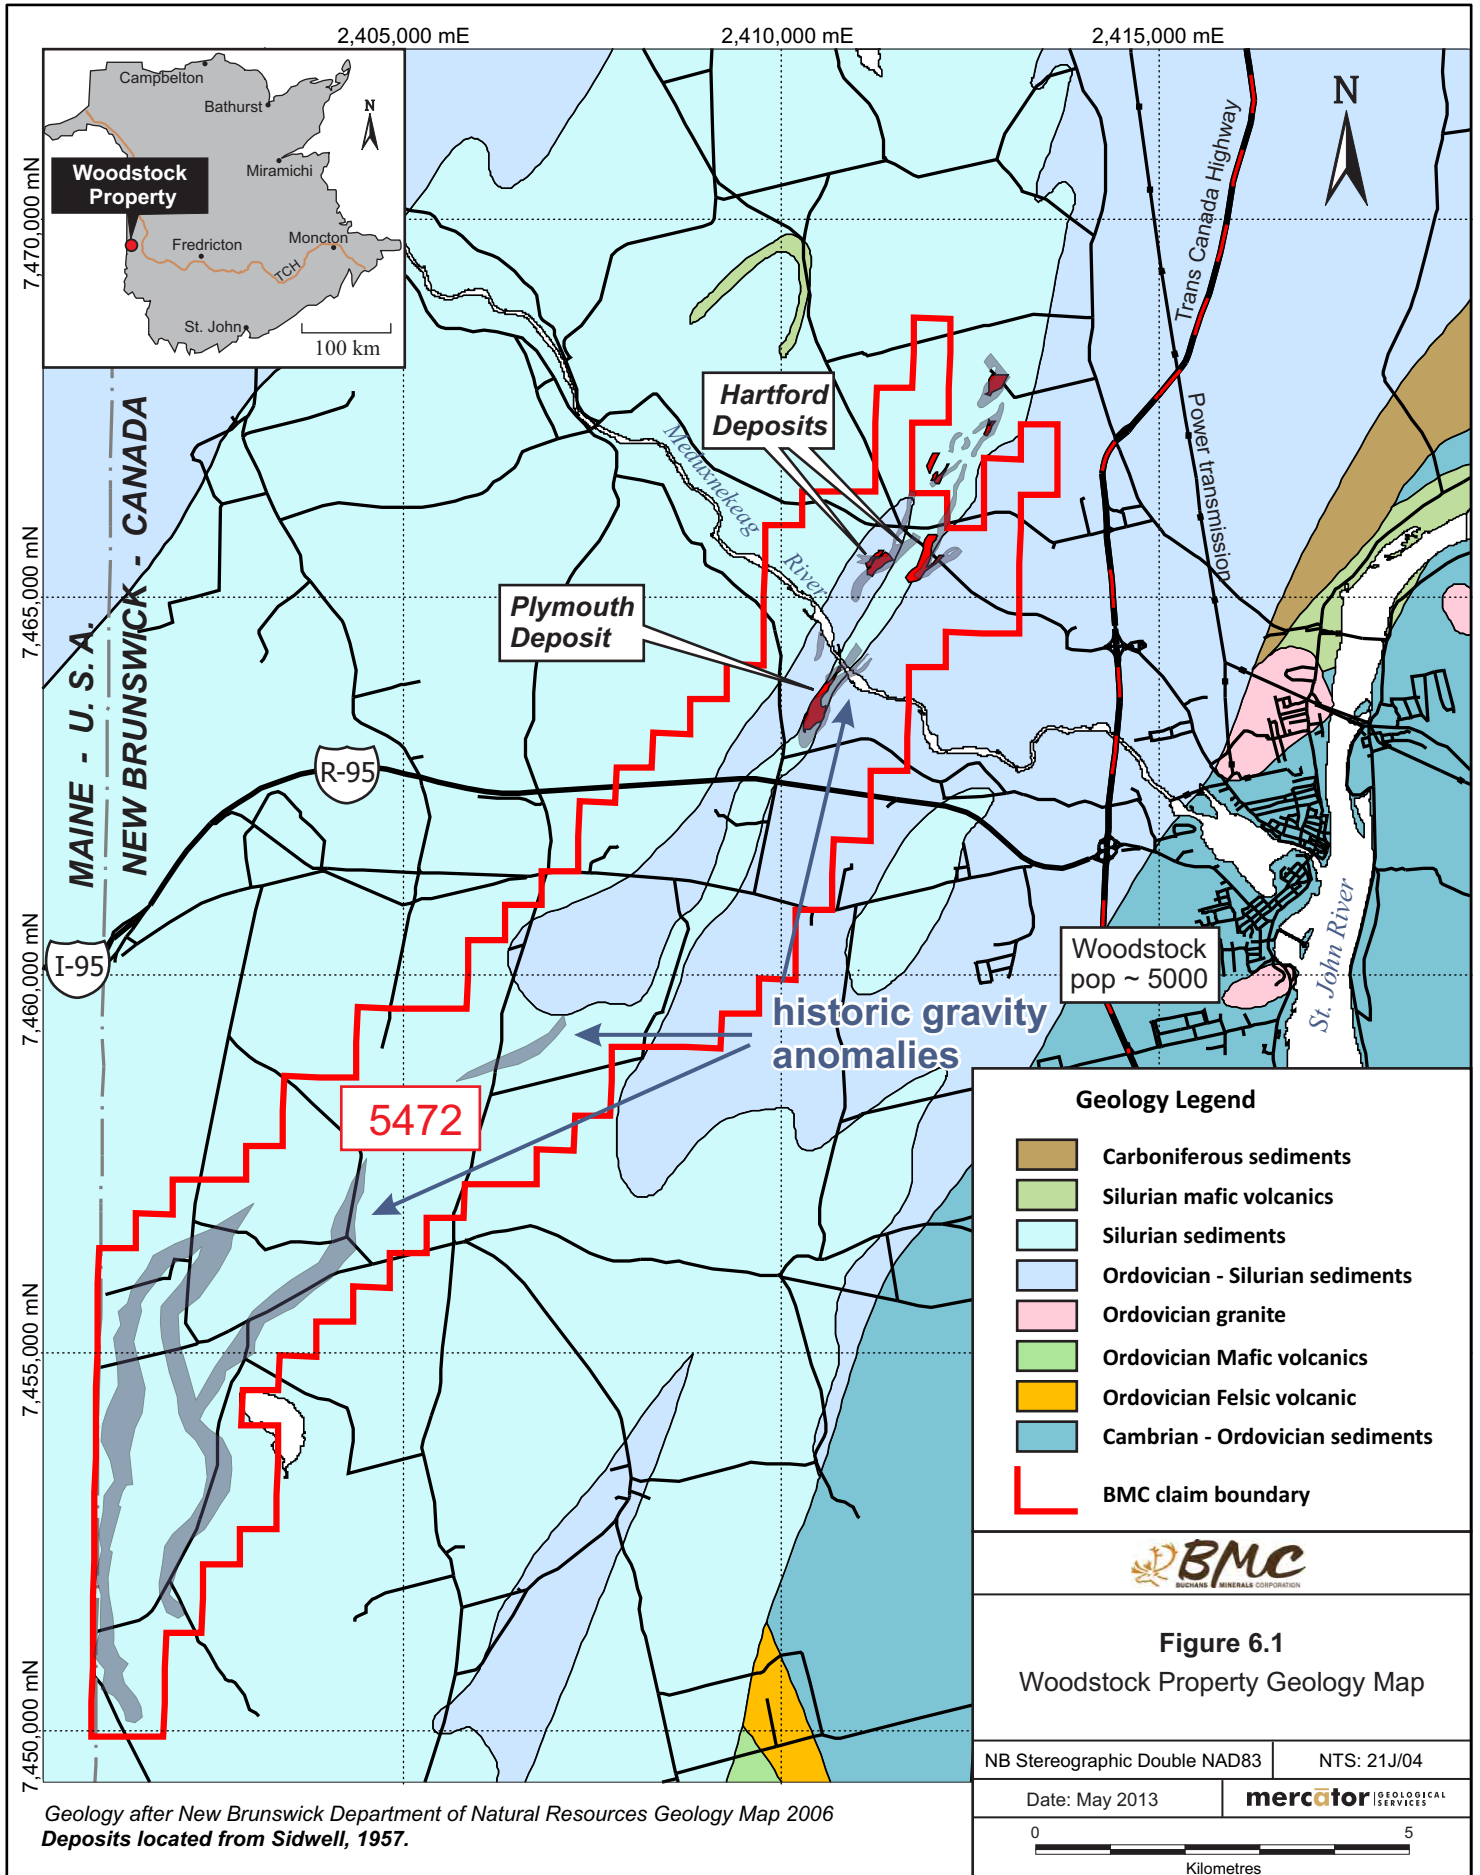 2,405,000 mE
2,410,000 mE
2,415,000 mE
7,470,000 mN
7,465,000 mN
7,460,000 mN
7,455,000 mN
7,450,000 mN
Campbelton
Bathurst
N
Miramichi
Woodstock
Property
Fredricton
Moncton
TCH
St. John
100 km
N
Trans Canada Highway
Power transmission
MAINE - U. S. A.
NEW BRUNSWICK - CANADA
Meduxnekeag
River
Hartford
Deposits
Plymouth
Deposit
R-95
I-95
Woodstock
pop ~ 5000
St. John River
historic gravity
anomalies
5472
Geology Legend
Carboniferous sediments
Silurian mafic volcanics
Silurian sediments
Ordovician - Silurian sediments
Ordovician granite
Ordovician Mafic volcanics
Ordovician Felsic volcanic
Cambrian - Ordovician sediments
BMC claim boundary
BMC
BUCHANS MINERALS CORPORATION
Figure 6.1
Woodstock Property Geology Map
NB Stereographic Double NAD83
NTS: 21J/04
Date: May 2013
mercātor GEOLOGICAL
SERVICES
0 5
Kilometres
Geology after New Brunswick Department of Natural Resources Geology Map 2006
Deposits located from Sidwell, 1957.